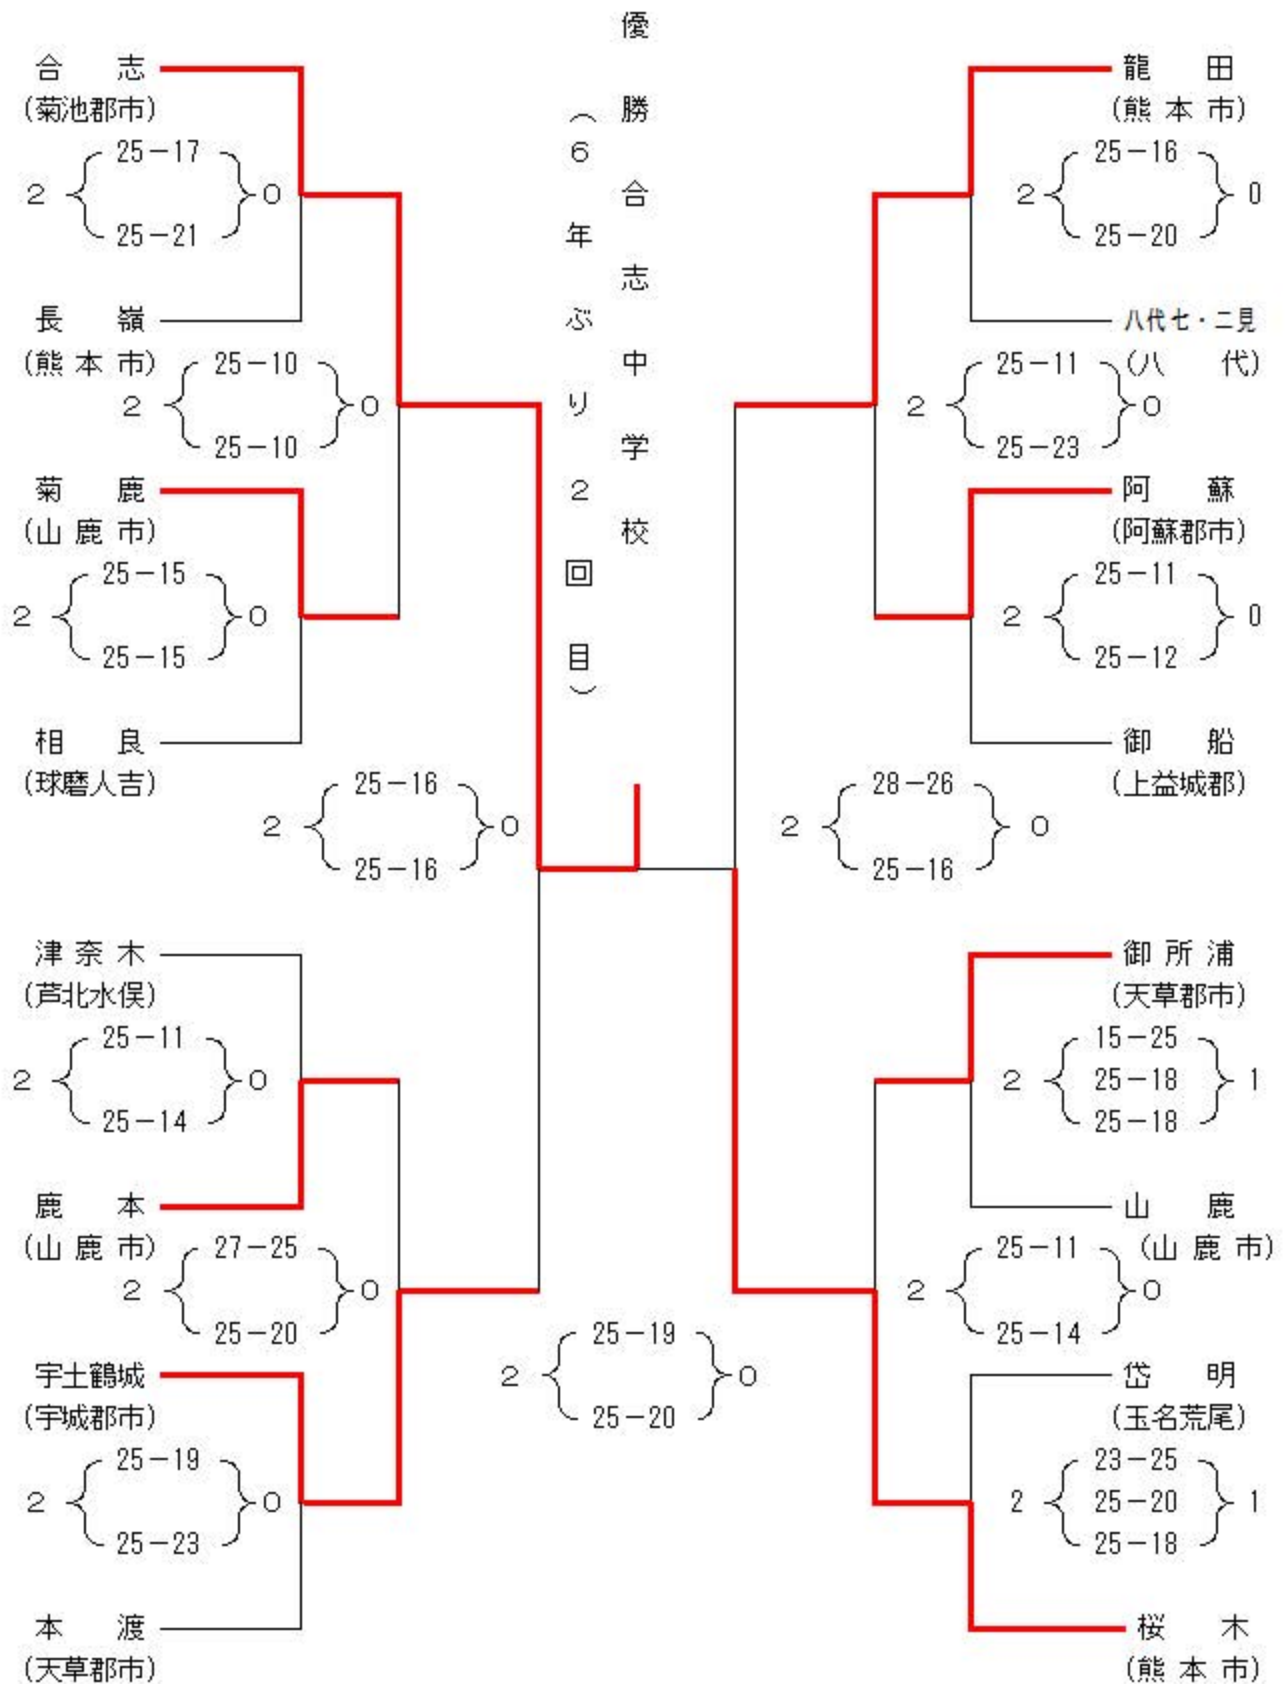 優勝 合志中学校
（６年ぶり２回目）
合志
(菊池郡市)
2 25−17 0
25−21
長嶺
(熊本市)
2 25−10 0
25−10
菊鹿
(山鹿市)
2 25−15 0
25−15
相良
(球磨人吉)
2 25−16 0
25−16
津奈木
(芦北水俣)
2 25−11 0
25−14
鹿本
(山鹿市)
2 27−25 0
25−20
宇土鶴城
(宇城郡市)
2 25−19 0
25−23
本渡
(天草郡市)
2 25−19 0
25−20
龍田
(熊本市)
2 25−16 0
25−20
八代七・二見
(八代)
2 25−11 0
25−23
阿蘇
(阿蘇郡市)
2 25−11 0
25−12
御船
(上益城郡)
2 28−26 0
25−16
御所浦
(天草郡市)
15−25
2 25−18 1
25−18
山鹿
(山鹿市)
2 25−11 0
25−14
岱明
(玉名荒尾)
23−25
2 25−20 1
25−18
桜木
(熊本市)